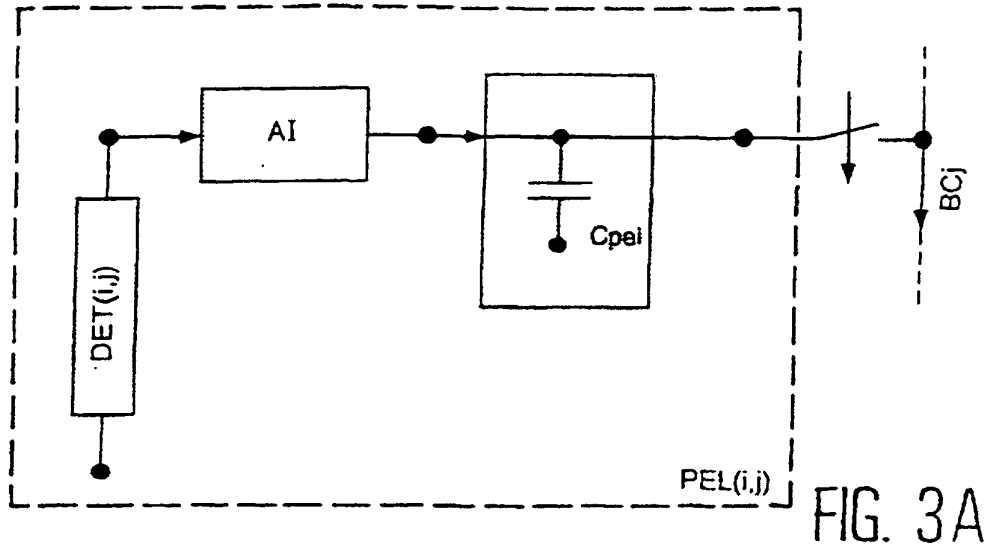 AI
BCj
Cpel
DET(i,j)
PEL(i,j)
FIG. 3A